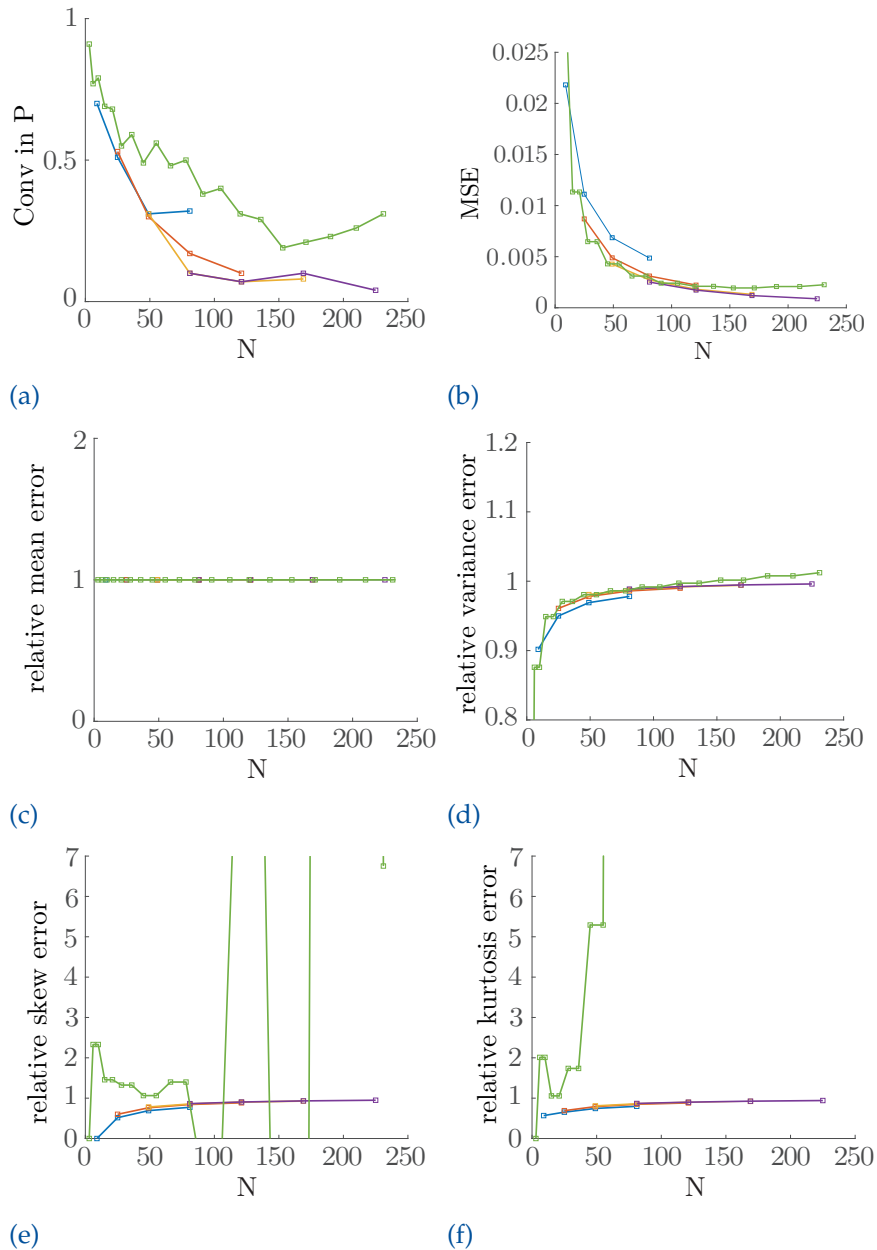 1
0.5
0
Conv in P
0 50 100 150 200 250
N
(a)
0.025
0.02
0.015
0.01
0.005
0
MSE
0 50 100 150 200 250
N
(b)
2
1
0
relative mean error
0 50 100 150 200 250
N
(c)
1.2
1.1
1
0.9
0.8
relative variance error
0 50 100 150 200 250
N
(d)
7
6
5
4
3
2
1
0
relative skew error
0 50 100 150 200 250
N
(e)
7
6
5
4
3
2
1
0
relative kurtosis error
0 50 100 150 200 250
N
(f)